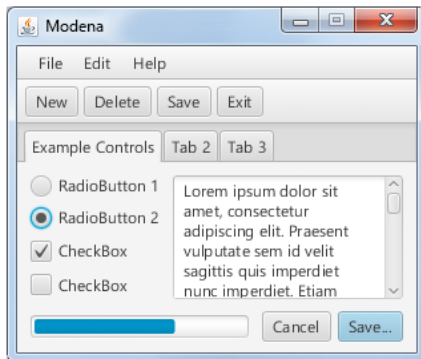 Modena
File Edit Help
New Delete Save Exit
Example Controls Tab 2 Tab 3
RadioButton 1
RadioButton 2
CheckBox
CheckBox
Lorem ipsum dolor sit
amet, consectetur
adipiscing elit. Praesent
vulputate sem id velit
sagittis quis imperdiet
nunc imperdiet. Etiam
Cancel Save...